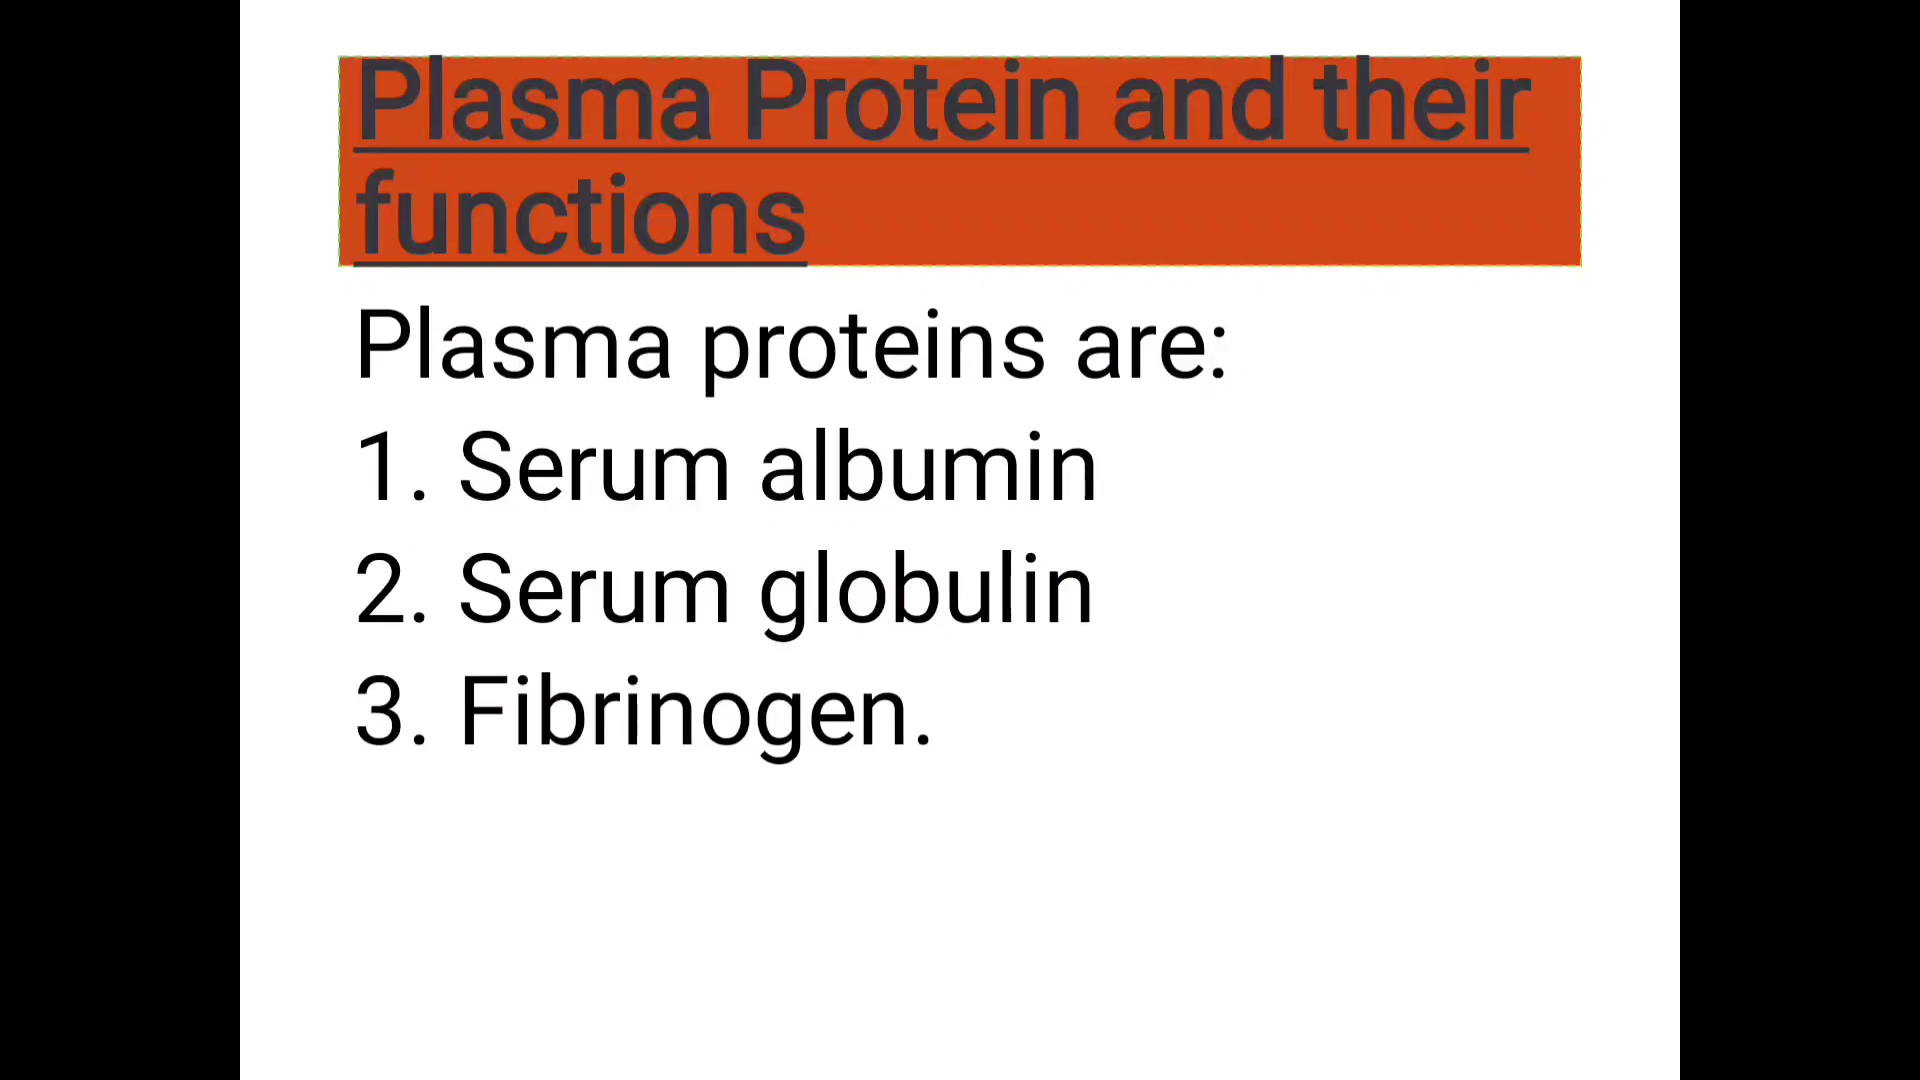 Plasma Protein and their
functions
Plasma proteins are:
1. Serum albumin
2. Serum globulin
3. Fibrinogen.